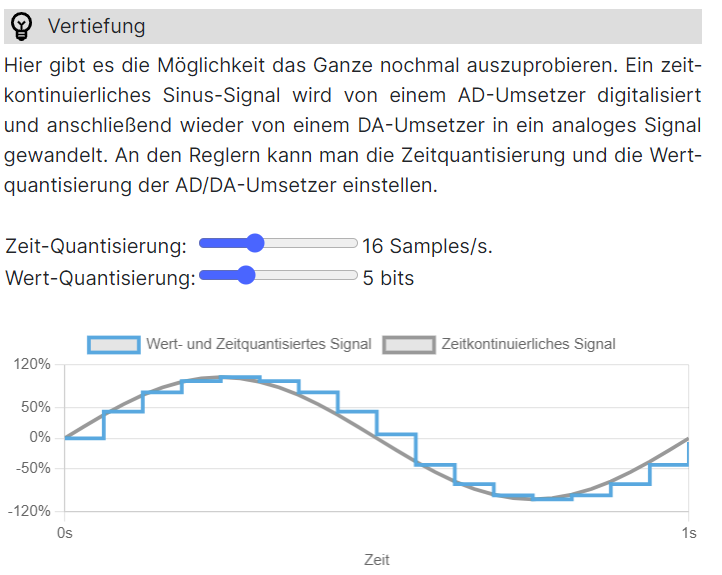 Vertiefung
Hier gibt es die Möglichkeit das Ganze nochmal auszuprobieren. Ein zeit-
kontinuierliches Sinus-Signal wird von einem AD-Umsetzer digitalisiert
und anschließend wieder von einem DA-Umsetzer in ein analoges Signal
gewandelt. An den Reglern kann man die Zeitquantisierung und die Wert-
quantisierung der AD/DA-Umsetzer einstellen.
Zeit-Quantisierung: 16 Samples/s.
Wert-Quantisierung: 5 bits
Wert- und Zeitquantisiertes Signal Zeitkontinuierliches Signal
120%
50%
0%
-50%
-120%
0s 1s
Zeit